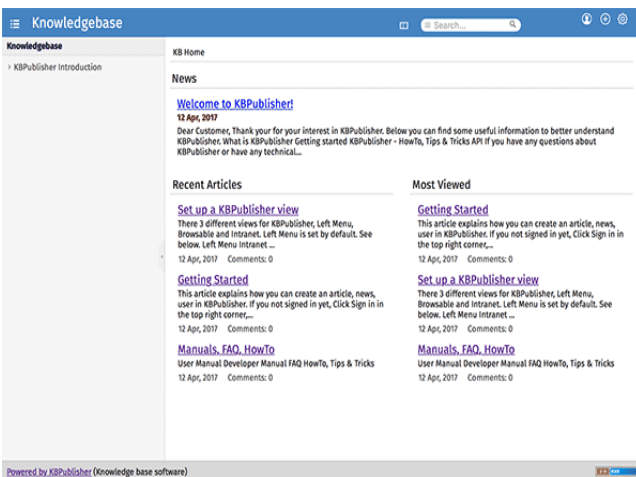 Knowledgebase
Search...
Knowledgebase
KBPublisher Introduction
KB Home
News
Welcome to KBPublisher!
12 Apr, 2017
Dear Customer, Thank your for your interest in KBPublisher. Below you can find some useful information to better understand
KBPublisher. What is KBPublisher Getting started KBPublisher - HowTo, Tips & Tricks API If you have any questions about
KBPublisher or have any technical...
Recent Articles
Set up a KBPublisher view
There 3 different views for KBPublisher, Left Menu,
Browsable and Intranet. Left Menu is set by default. See
below. Left Menu Intranet ...
12 Apr, 2017 Comments: 0
Getting Started
This article explains how you can create an article, news,
user in KBPublisher. If you not signed in yet, Click Sign in in
the top right corner,...
12 Apr, 2017 Comments: 0
Manuals, FAQ, HowTo
User Manual Developer Manual FAQ HowTo, Tips & Tricks
12 Apr, 2017 Comments: 0
Most Viewed
Getting Started
This article explains how you can create an article, news,
user in KBPublisher. If you not signed in yet, Click Sign in in
the top right corner,...
12 Apr, 2017 Comments: 0
Set up a KBPublisher view
There 3 different views for KBPublisher, Left Menu,
Browsable and Intranet. Left Menu is set by default. See
below. Left Menu Intranet ...
12 Apr, 2017 Comments: 0
Manuals, FAQ, HowTo
User Manual Developer Manual FAQ HowTo, Tips & Tricks
12 Apr, 2017 Comments: 0
Powered by KBPublisher (Knowledge base software)